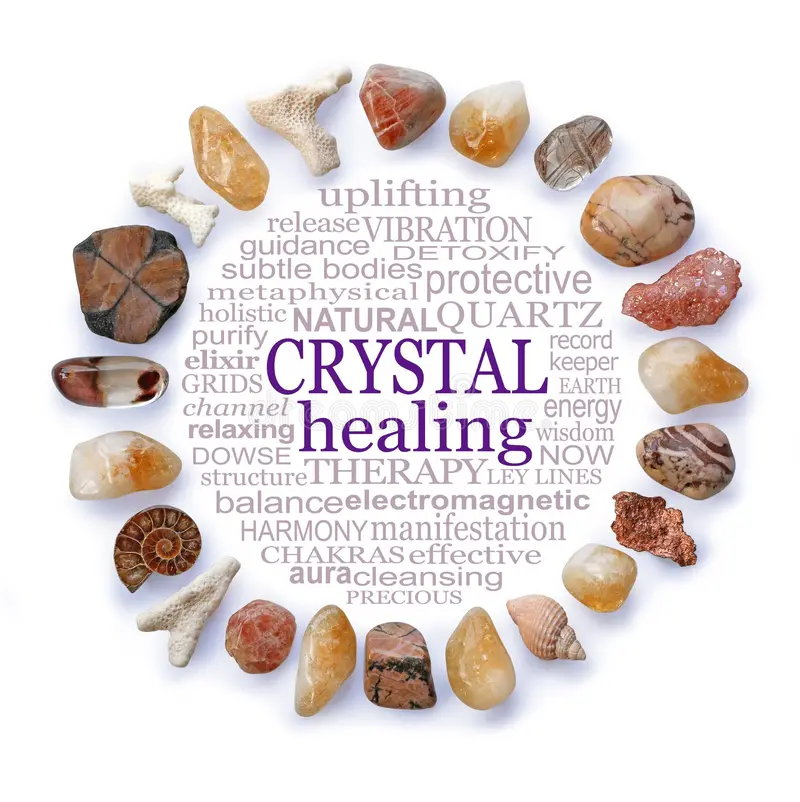 uplifting
release VIBRATION
guidance DETOXIFY
subtle bodies protective
metaphysical
holistic NATURAL QUARTZ
purify record
elixir CRYSTAL keeper
GRIDS EARTH
channel healing energy
relaxing wisdom
DOWSE THERAPY NOW
structure LEY LINES
balance electromagnetic
HARMONY manifestation
CHAKRAS effective
aura cleansing
PRECIOUS